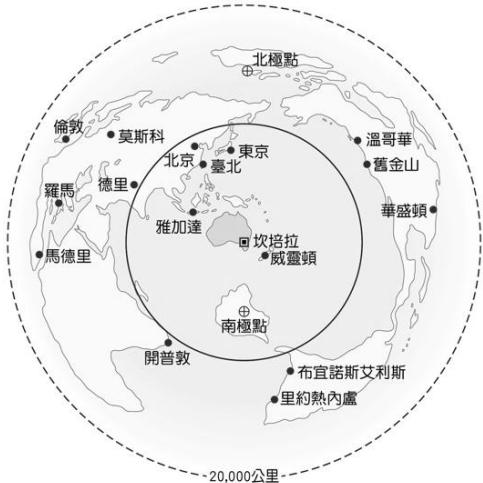 北極點
倫敦
莫斯科
北京
東京
臺北
溫哥華
舊金山
羅馬
德里
華盛頓
雅加達
坎培拉
馬德里
威靈頓
南極點
開普敦
布宜諾斯艾利斯
里約熱內盧
20,000公里